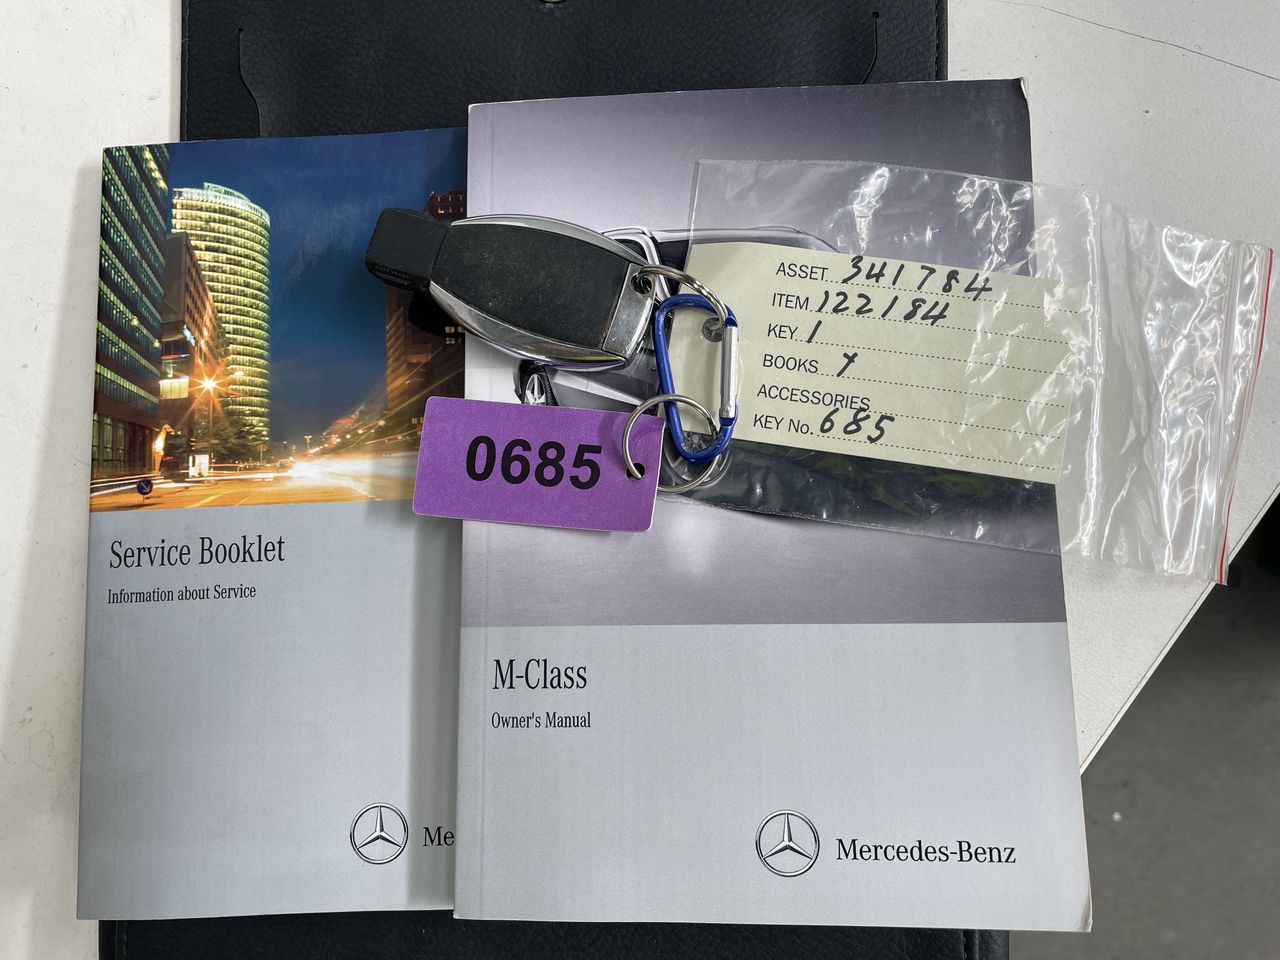 Service Booklet
Information about Service
Me
M-Class
Owner's Manual
Mercedes-Benz
0685
ASSET 341784
ITEM 122184
KEY 1
BOOKS Y
ACCESSORIES
KEY No. 685